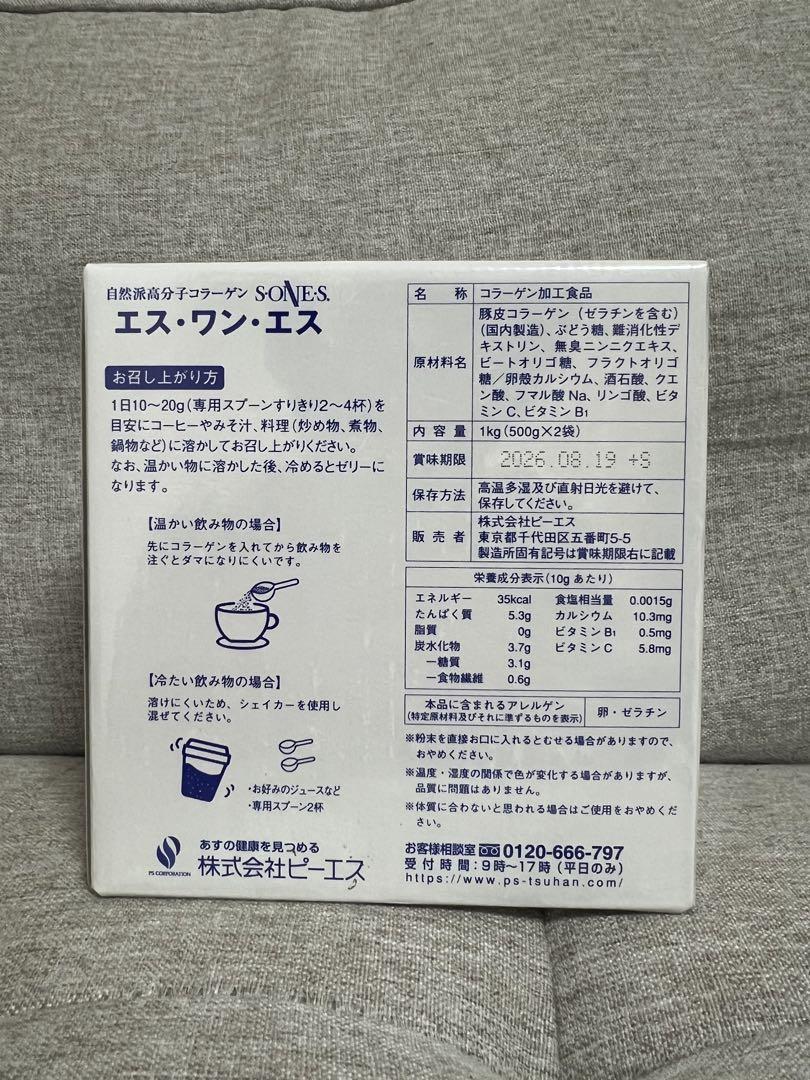 自然派高分子コラーゲン S·ONE·S.
エス・ワン・エス
お召し上がり方
1日10〜20g(専用スプーンすりきり2〜4杯)を
目安にコーヒーやみそ汁、料理(炒め物、煮物、
鍋物など)に溶かしてお召し上がりください。
なお、温かい物に溶かした後、冷めるとゼリーに
なります。
【温かい飲み物の場合】
先にコラーゲンを入れてから飲み物を
注ぐとダマになりにくいです。
【冷たい飲み物の場合】
溶けにくいため、シェイカーを使用し
混ぜてください。
・お好みのジュースなど
・専用スプーン2杯
PS CORPORATION
あすの健康を見つめる
株式会社ピーエス
名 称 コラーゲン加工食品
原材料名
豚皮コラーゲン(ゼラチンを含む)
(国内製造)、ぶどう糖、難消化性デ
キストリン、無臭ニンニクエキス、
ビートオリゴ糖、フラクトオリゴ
糖/卵殻カルシウム、酒石酸、クエ
ン酸、フマル酸Na、リンゴ酸、ビタ
ミンC、ビタミンB1
内 容 量 1kg(500g×2袋)
賞味期限 2026.08.19 +S
保存方法
高温多湿及び直射日光を避けて、
保存してください。
販 売 者
株式会社ピーエス
東京都千代田区五番町5-5
製造所固有記号は賞味期限右に記載
栄養成分表示(10gあたり)
エネルギー 35kcal 食塩相当量 0.0015g
たんぱく質 5.3g カルシウム 10.3mg
脂質 0g ビタミンB1 0.5mg
炭水化物 3.7g ビタミンC 5.8mg
ー糖質 3.1g
ー食物繊維 0.6g
本品に含まれるアレルゲン
(特定原材料及びそれに準ずるものを表示)
卵・ゼラチン
※粉末を直接お口に入れるとむせる場合がありますので、
おやめください。
※温度・湿度の関係で色が変化する場合がありますが、
品質に問題はありません。
※体質に合わないと思われる場合はご使用をおやめくだ
さい。
お客様相談室 0120-666-797
受付時間:9時〜17時(平日のみ)
https://www.ps-tsuhan.com/